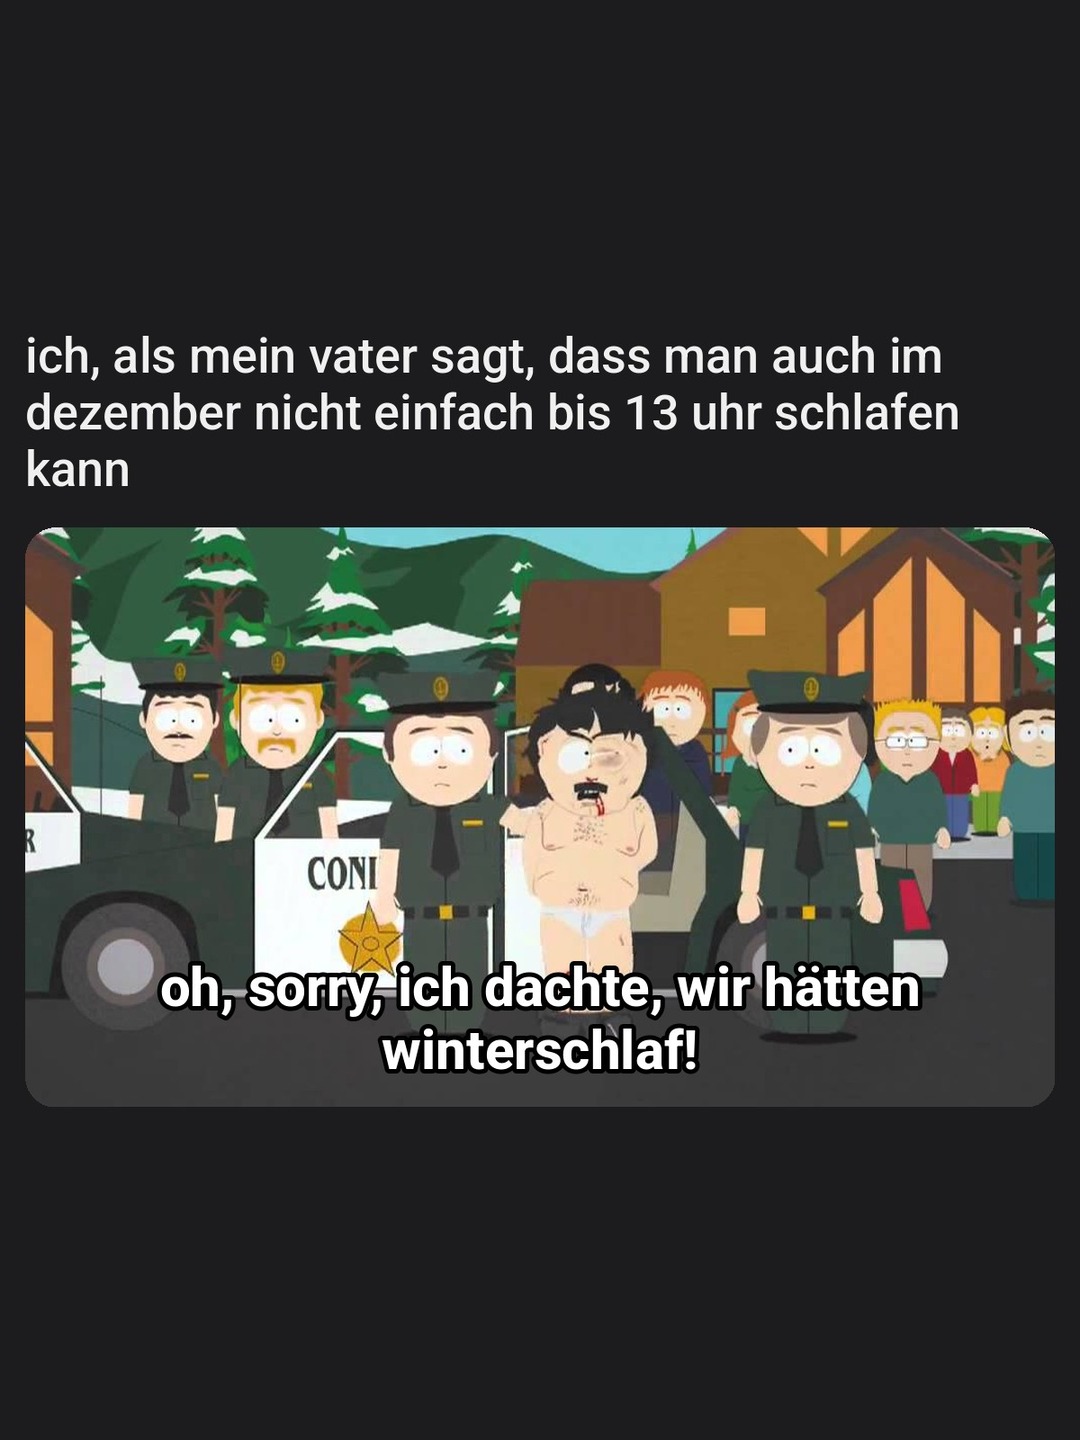 ich, als mein vater sagt, dass man auch im
dezember nicht einfach bis 13 uhr schlafen
kann
R
CONI
oh, sorry, ich dachte, wir hätten
winterschlaf!